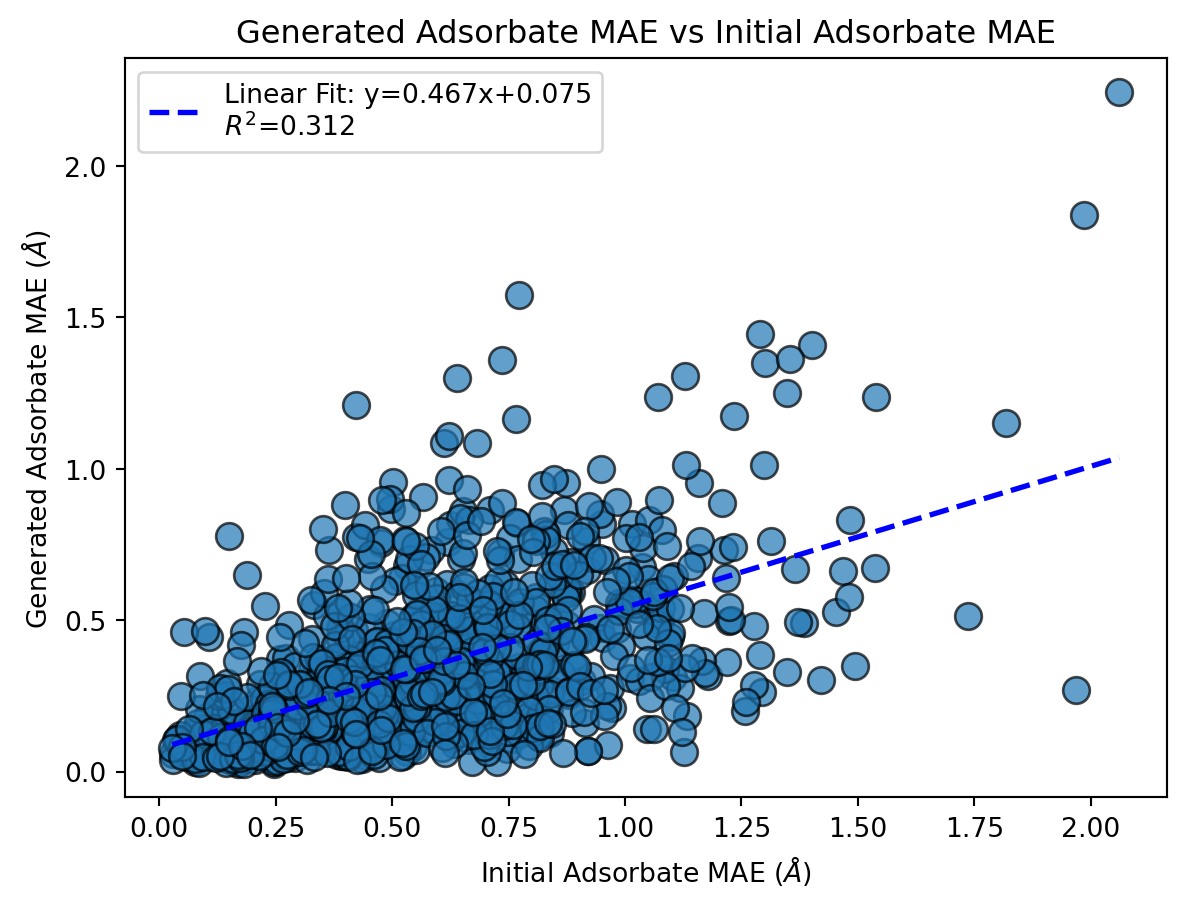 Generated Adsorbate MAE vs Initial Adsorbate MAE
Linear Fit: y=0.467x+0.075
R²=0.312
Generated Adsorbate MAE (Å)
2.0
1.5
1.0
0.5
0.0
0.00 0.25 0.50 0.75 1.00 1.25 1.50 1.75 2.00
Initial Adsorbate MAE (Å)